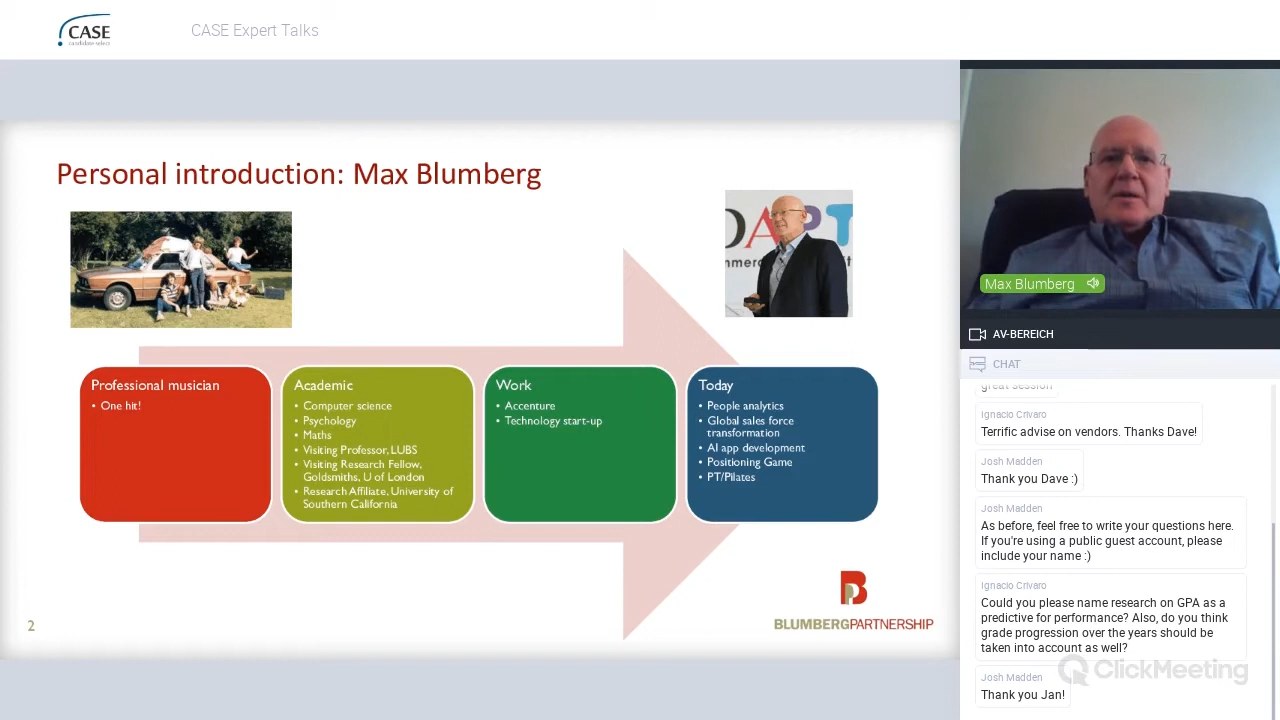 CASE
candidate select
CASE Expert Talks
Personal introduction: Max Blumberg
DAPT
mmer
t
Professional musician
• One hit!
Academic
• Computer science
• Psychology
• Maths
• Visiting Professor, LUBS
• Visiting Research Fellow,
Goldsmiths, U of London
• Research Affiliate, University of
Southern California
Work
• Accenture
• Technology start-up
Today
• People analytics
• Global sales force
transformation
• AI app development
• Positioning Game
• PT/Pilates
BLUMBERGPARTNERSHIP
2
Max Blumberg
AV-BEREICH
CHAT
great session
Ignacio Crivaro
Terrific advise on vendors. Thanks Dave!
Josh Madden
Thank you Dave :)
Josh Madden
As before, feel free to write your questions here.
If you're using a public guest account, please
include your name :)
Ignacio Crivaro
Could you please name research on GPA as a
predictive for performance? Also, do you think
grade progression over the years should be
taken into account as well?
Josh Madden
Thank you Jan!
ClickMeeting